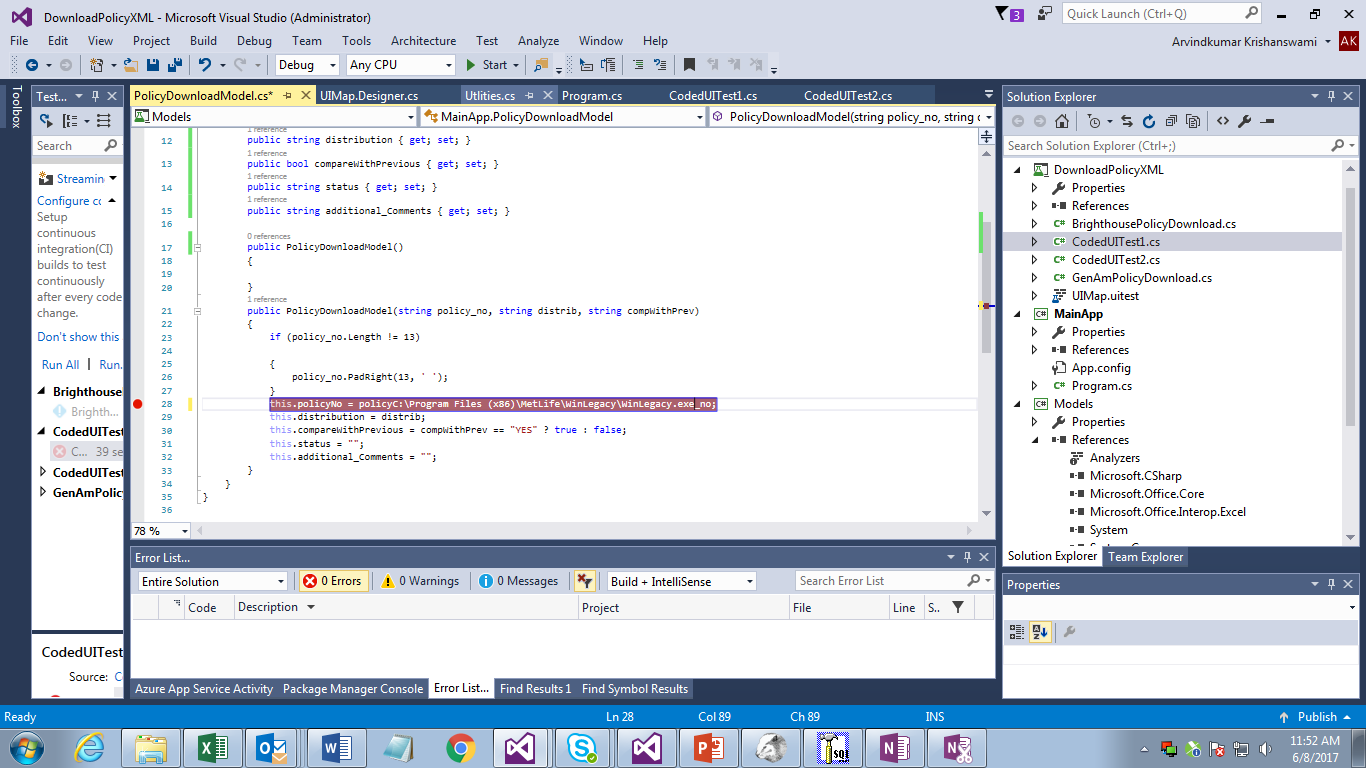 DownloadPolicyXML - Microsoft Visual Studio (Administrator)
3
Quick Launch (Ctrl+Q)
File Edit View Project Build Debug Team Tools Architecture Test Analyze Window Help
Arvindkumar Krishanswami
AK
Debug Any CPU Start
Toolbox
Test...
Search
Streamin
Configure cc
Setup
continuous
integration(CI)
builds to test
continuously
after every code
change.
Don't show this
Run All | Run.
Brighthouse
Brighth...
CodedUITest
C... 39 se
CodedUITest
GenAmPolicy
CodedUITest
Source: C
PolicyDownloadModel.cs* UIMap.Designer.cs Utlities.cs Program.cs CodedUITest1.cs CodedUITest2.cs
Models MainApp.PolicyDownloadModel PolicyDownloadModel(string policy_no, string c
1 reference
12 public string distribution { get; set; }
1 reference
13 public bool compareWithPrevious { get; set; }
1 reference
14 public string status { get; set; }
1 reference
15 public string additional_Comments { get; set; }
16
0 references
17 public PolicyDownloadModel()
18 {
19
20 }
1 reference
21 public PolicyDownloadModel(string policy_no, string distrib, string compWithPrev)
22 {
23 if (policy_no.Length != 13)
24
25 {
26 policy_no.PadRight(13, ' ');
27 }
28 this.policyNo = policyC:\Program Files (x86)\MetLife\WinLegacy\WinLegacy.exe_no;
29 this.distribution = distrib;
30 this.compareWithPrevious = compWithPrev == "YES" ? true : false;
31 this.status = "";
32 this.additional_Comments = "";
33 }
34 }
35 }
36
78 %
Error List...
Entire Solution 0 Errors 0 Warnings 0 Messages Build + IntelliSense Search Error List
Code Description Project File Line S..
Azure App Service Activity Package Manager Console Error List... Find Results 1 Find Symbol Results
Solution Explorer
Search Solution Explorer (Ctrl+;)
DownloadPolicyXML
Properties
References
C# BrighthousePolicyDownload.cs
C# CodedUITest1.cs
C# CodedUITest2.cs
C# GenAmPolicyDownload.cs
UIMap.uitest
C# MainApp
Properties
References
App.config
C# Program.cs
C# Models
Properties
References
Analyzers
Microsoft.CSharp
Microsoft.Office.Core
Microsoft.Office.Interop.Excel
System
Solution Explorer Team Explorer
Properties
Ready Ln 28 Col 89 Ch 89 INS Publish
11:52 AM
6/8/2017